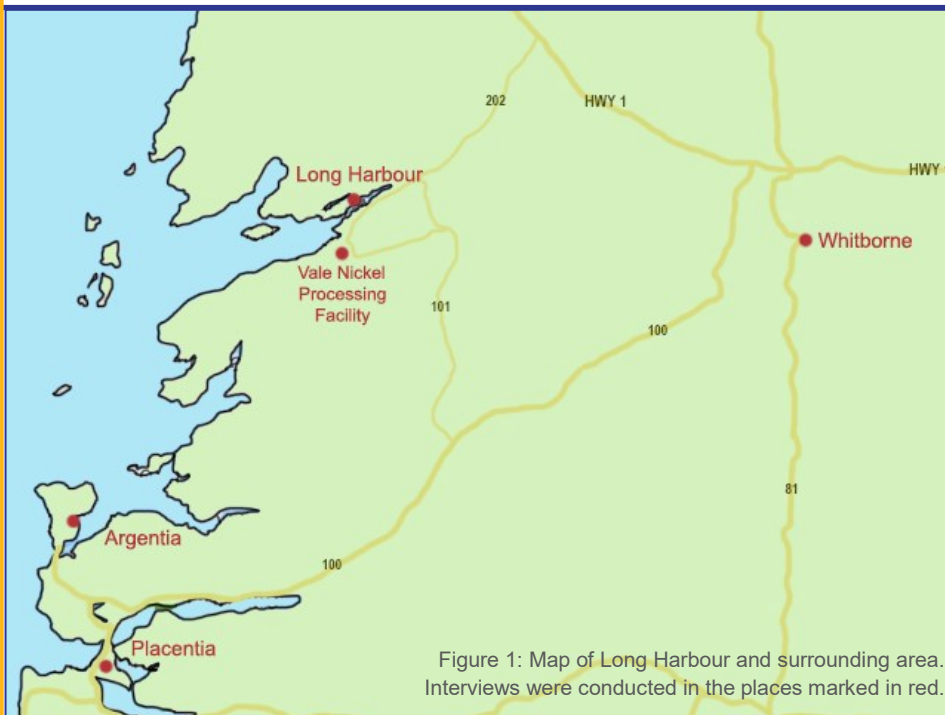 202
HWY 1
HWY
Long Harbour
Whitborne
Vale Nickel
Processing
Facility
101
100
81
Argentia
100
Placentia
Figure 1: Map of Long Harbour and surrounding area.
Interviews were conducted in the places marked in red.